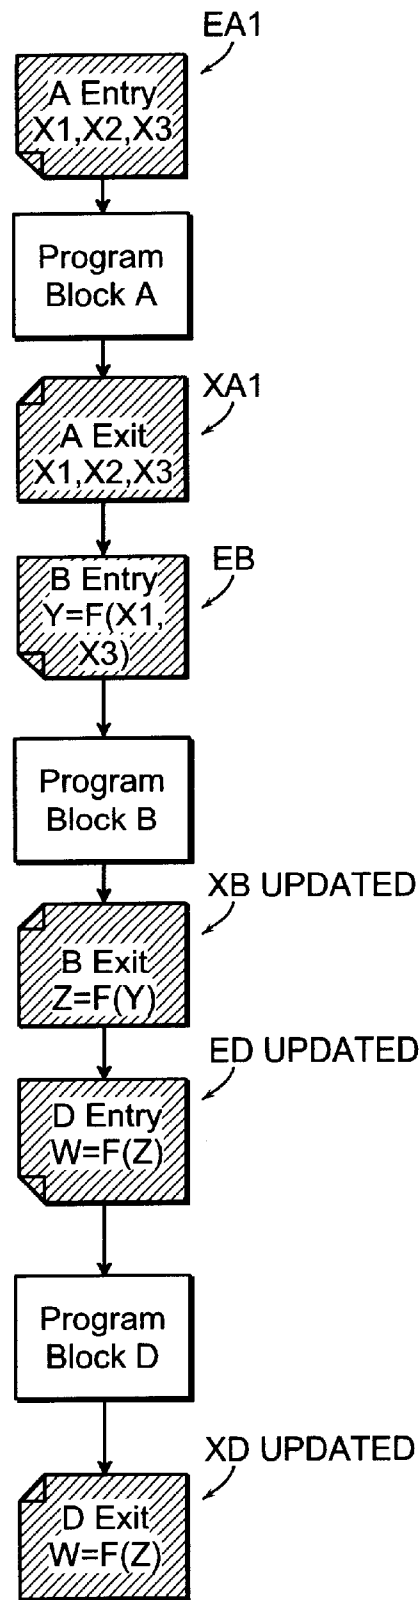 EA1
A Entry
X1,X2,X3
Program
Block A
XA1
A Exit
X1,X2,X3
EB
B Entry
Y=F(X1,
X3)
Program
Block B
XB UPDATED
B Exit
Z=F(Y)
ED UPDATED
D Entry
W=F(Z)
Program
Block D
XD UPDATED
D Exit
W=F(Z)